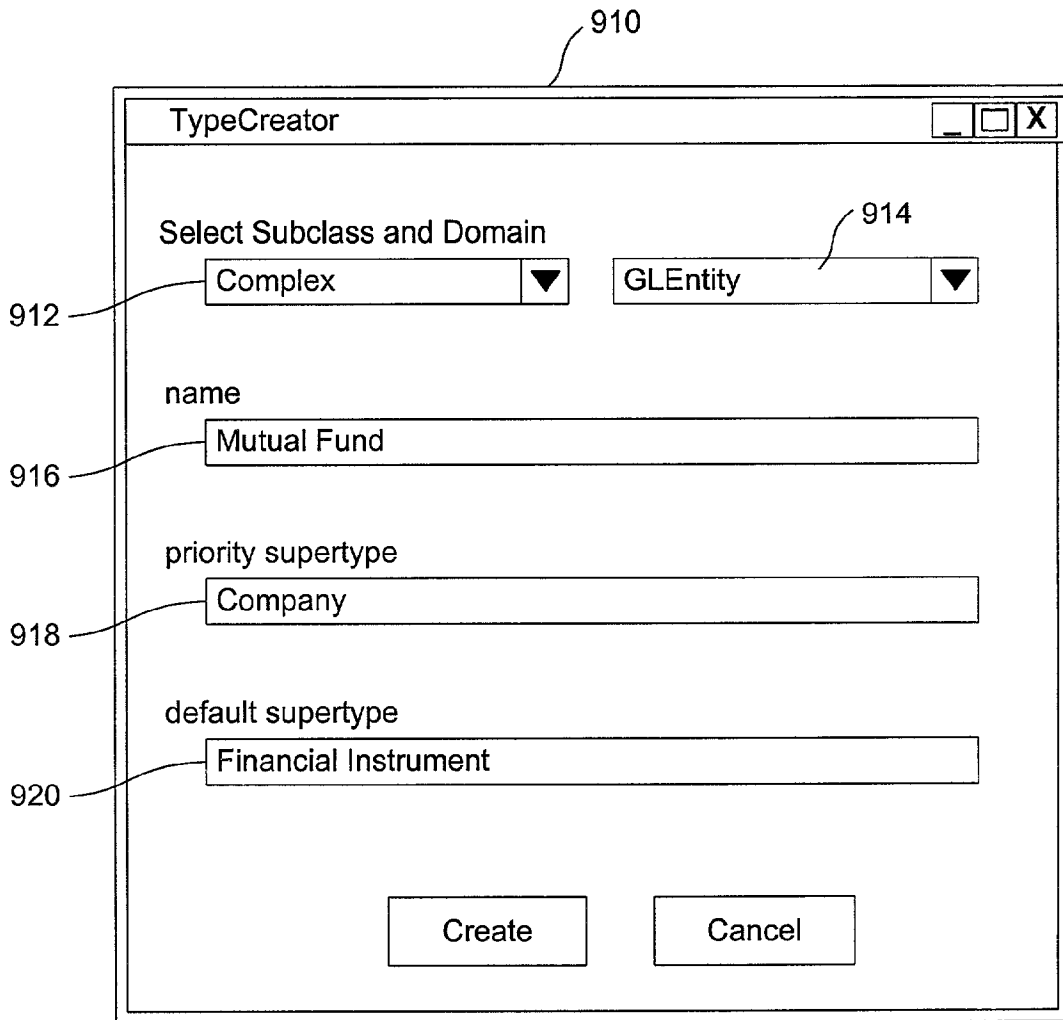 910
TypeCreator _ X
914
Select Subclass and Domain
Complex GLEntity
912
name
Mutual Fund
916
priority supertype
Company
918
default supertype
Financial Instrument
920
Create Cancel